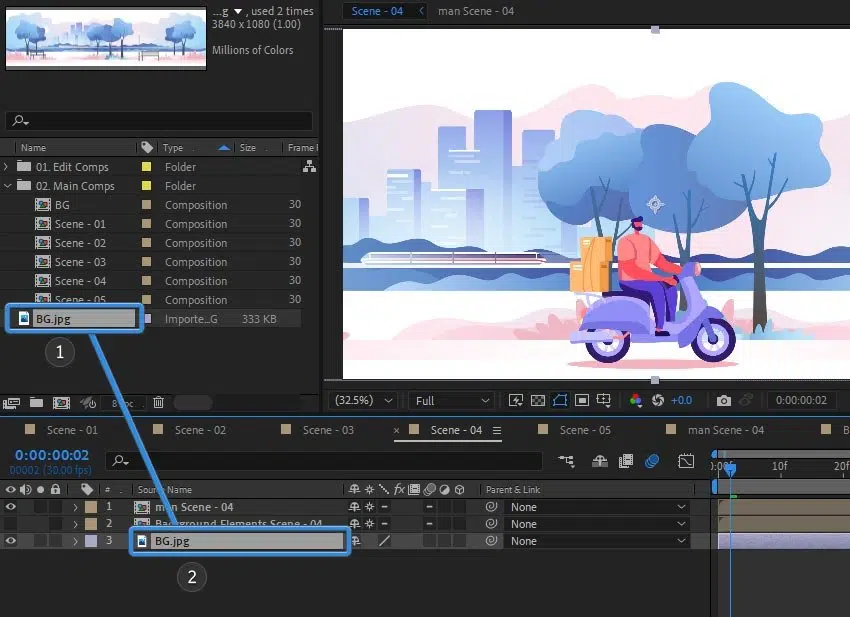 ...g ▼ , used 2 times
3840 x 1080 (1.00)
Millions of Colors
Name Type Size Frame
01. Edit Comps Folder
02. Main Comps Folder
BG Composition 30
Scene - 01 Composition 30
Scene - 02 Composition 30
Scene - 03 Composition 30
Scene - 04 Composition 30
Scene - 05 Composition 30
BG.jpg Importe...G 333 KB
1
Scene - 04 man Scene - 04
(32.5%) Full +0.0 0:00:00:02
Scene - 01 Scene - 02 Scene - 03 × Scene - 04 Scene - 05 man Scene - 04 B
0:00:00:02
00002 (30.00 fps)
:00f 10f 20f
# Source Name fx Parent & Link
1 man Scene - 04 None
2 Background Elements Scene - 04 None
3 BG.jpg None
2